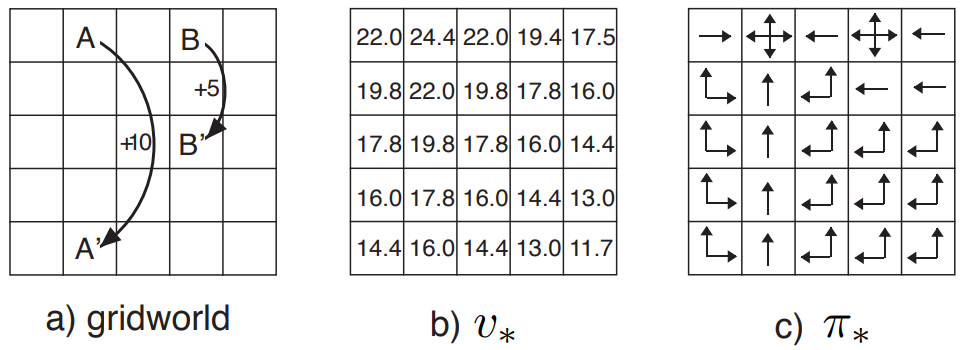 A B
+5
+10 B'
A'
22.0 24.4 22.0 19.4 17.5
19.8 22.0 19.8 17.8 16.0
17.8 19.8 17.8 16.0 14.4
16.0 17.8 16.0 14.4 13.0
14.4 16.0 14.4 13.0 11.7
a) gridworld
b) v*
c) π*